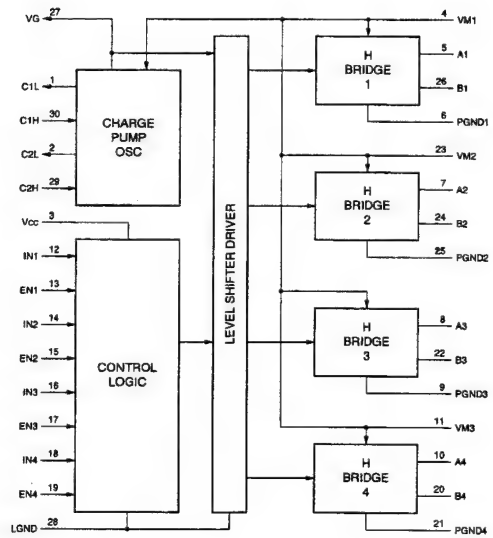 VG 27
C1L 1
C1H 30
C2L 2
C2H 29
CHARGE
PUMP
OSC
Vcc 3
IN1 12
EN1 13
IN2 14
EN2 15
IN3 16
EN3 17
IN4 18
EN4 19
LGND 28
CONTROL
LOGIC
LEVEL SHIFTER DRIVER
4 VM1
H
BRIDGE
1
5 A1
26 B1
6 PGND1
23 VM2
H
BRIDGE
2
7 A2
24 B2
25 PGND2
H
BRIDGE
3
8 A3
22 B3
9 PGND3
11 VM3
H
BRIDGE
4
10 A4
20 B4
21 PGND4